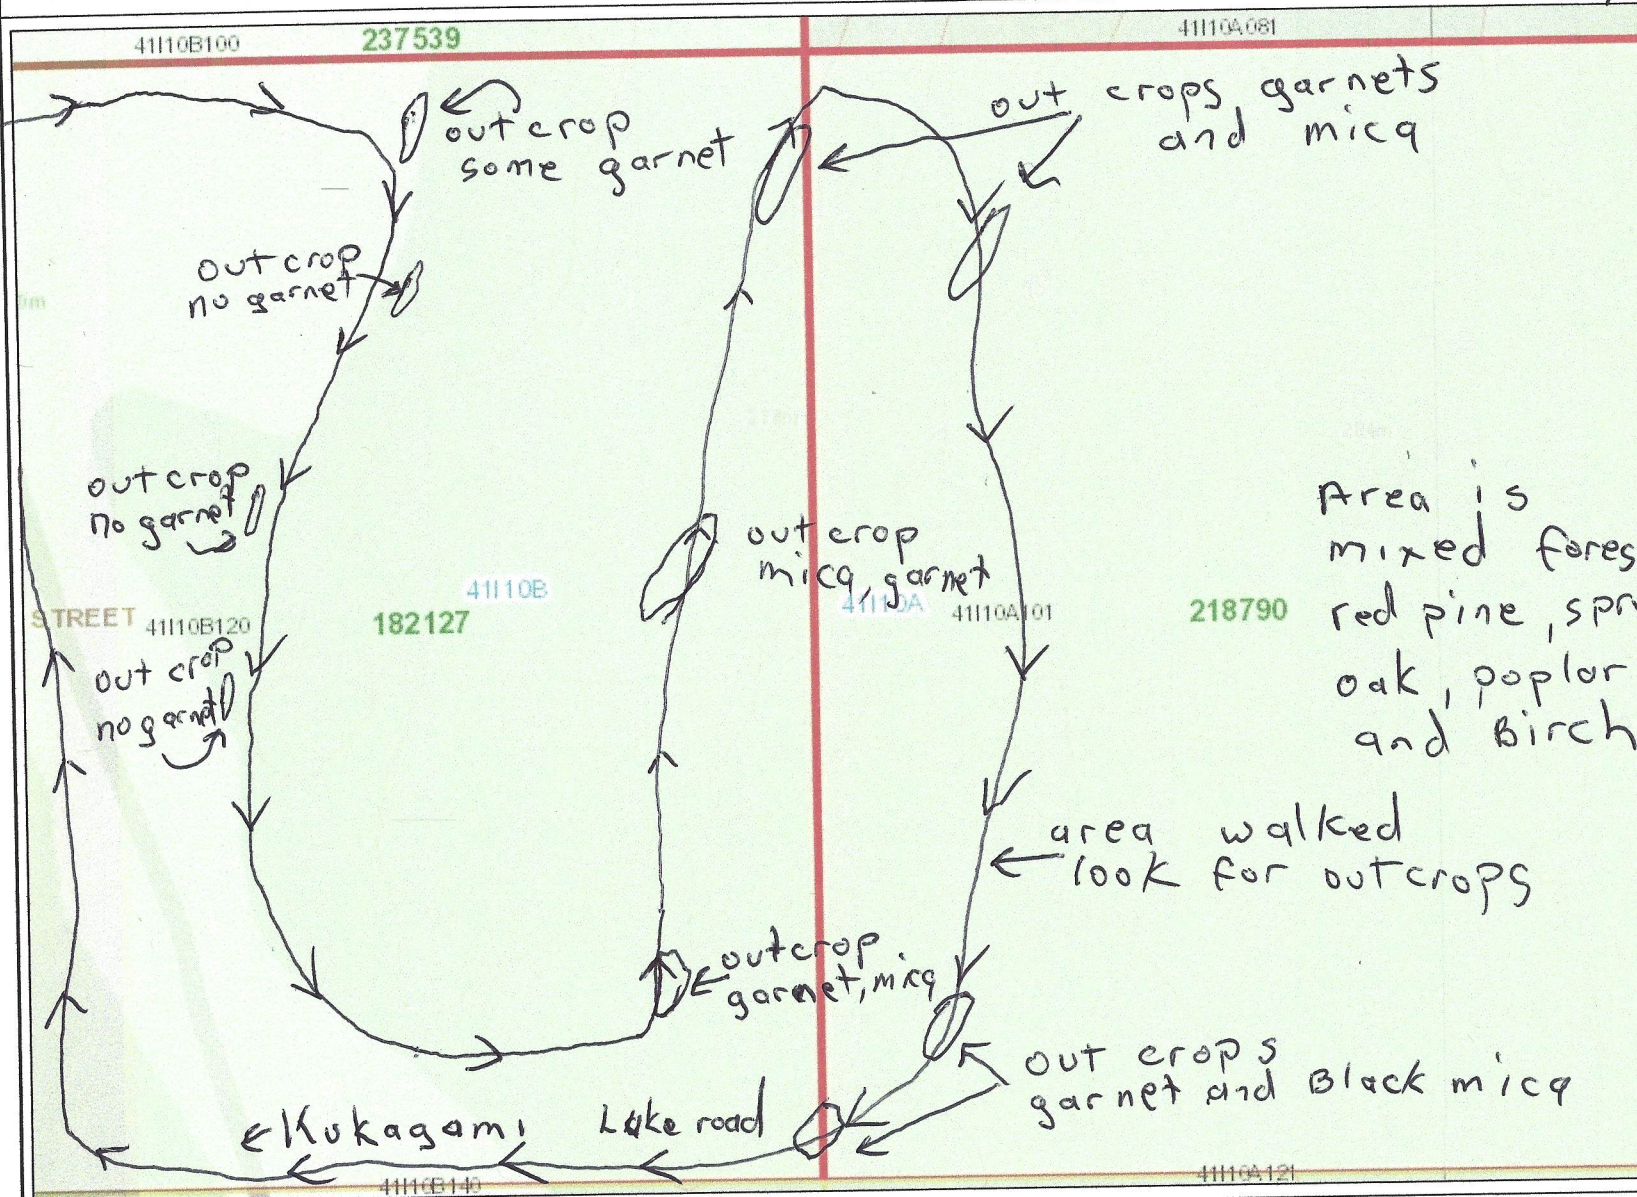 41I10B100
237539
41I10A081
out crops, garnets
and mica
out crop
some garnet
out crop
no garnet
out crop
no garnet
out crop
mica, garnet
Area is
mixed fores
red pine, spr
oak, poplar
and Birch
41I10B
41I10A
41I10A101
STREET
41I10B120
182127
218790
out crop
no garnet
area walked
look for outcrops
outcrop
garnet, mica
out crops
garnet and Black mica
Kukagami Lake road
41I10B140
41I10A121